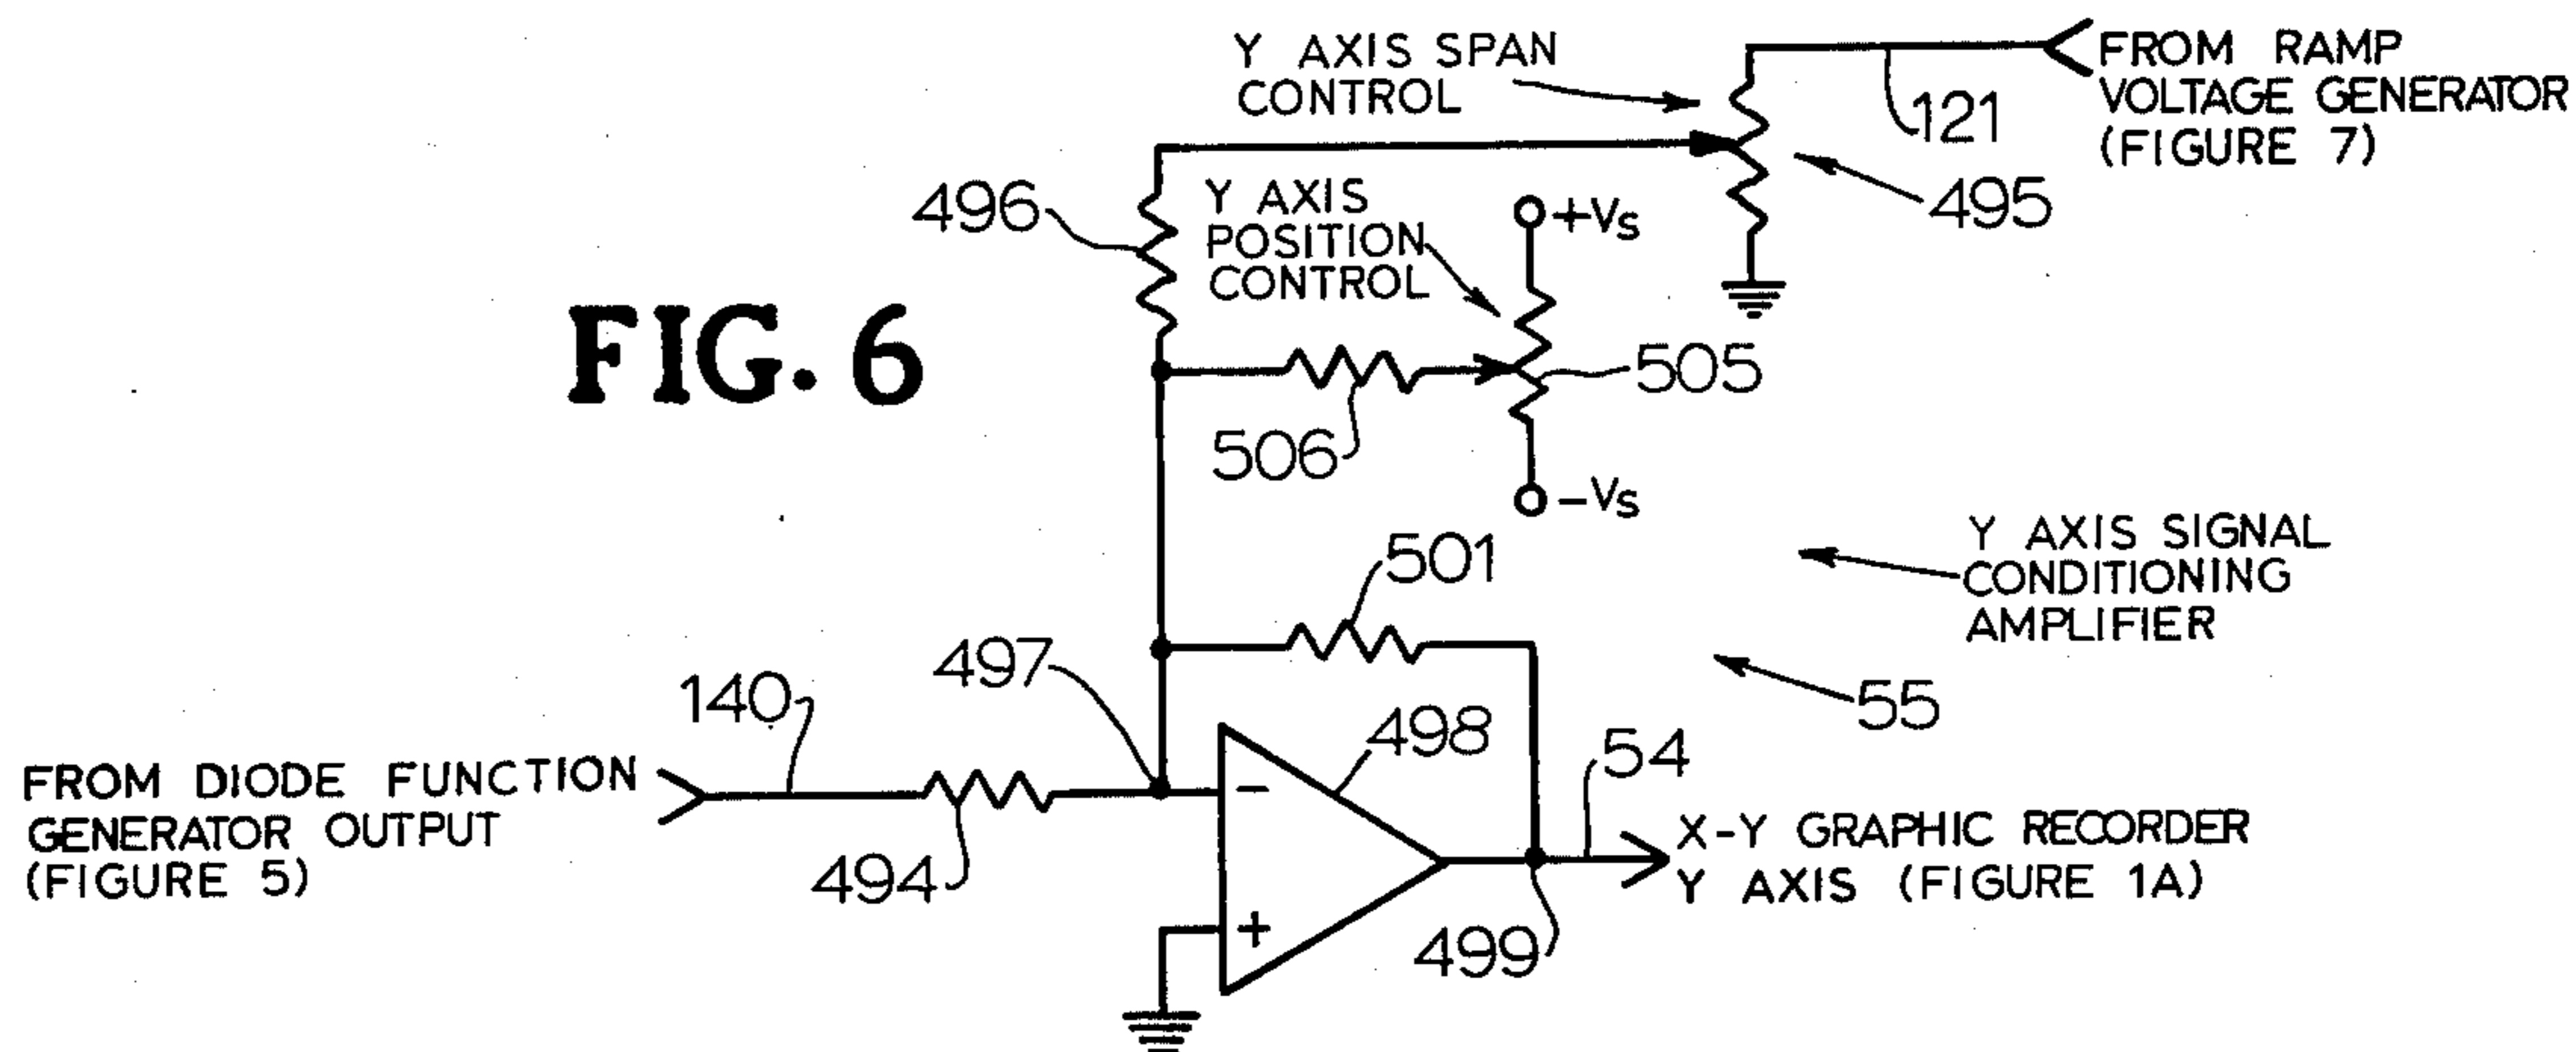 Y AXIS SPAN
CONTROL
FROM RAMP
VOLTAGE GENERATOR
(FIGURE 7)
121
495
496
Y AXIS
POSITION
CONTROL
+VS
FIG. 6
505
506
-VS
501
Y AXIS SIGNAL
CONDITIONING
AMPLIFIER
497
140
498
55
54
FROM DIODE FUNCTION
GENERATOR OUTPUT
(FIGURE 5)
494
-
+
X-Y GRAPHIC RECORDER
Y AXIS (FIGURE 1A)
499